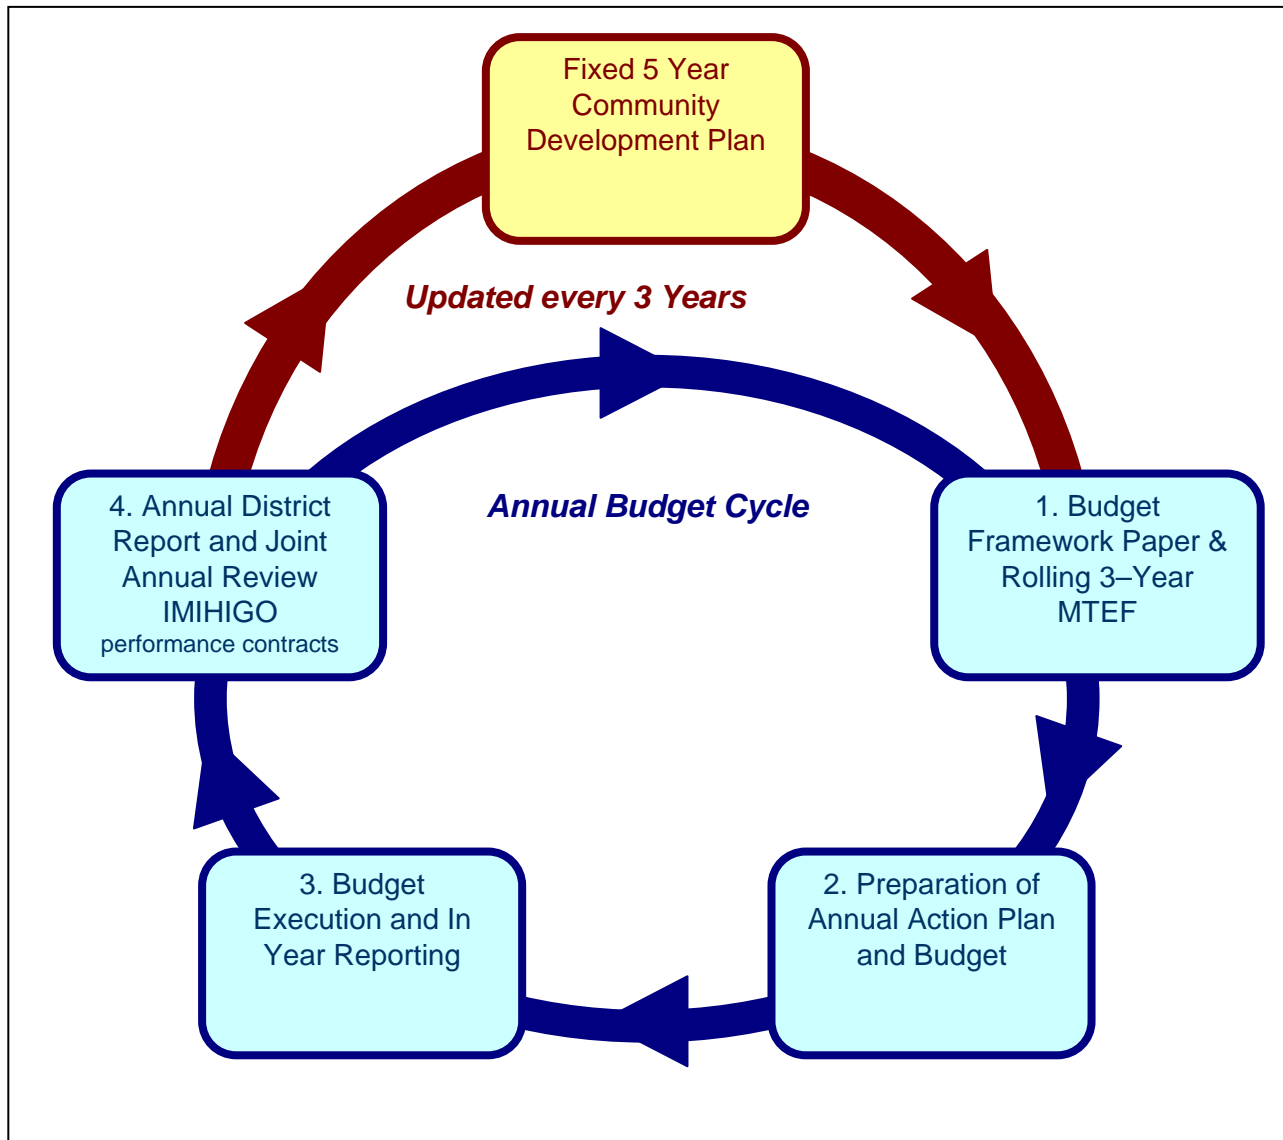 Fixed 5 Year
Community
Development Plan
Updated every 3 Years
Annual Budget Cycle
4. Annual District
Report and Joint
Annual Review
IMIHIGO
performance contracts
1. Budget
Framework Paper &
Rolling 3–Year
MTEF
3. Budget
Execution and In
Year Reporting
2. Preparation of
Annual Action Plan
and Budget